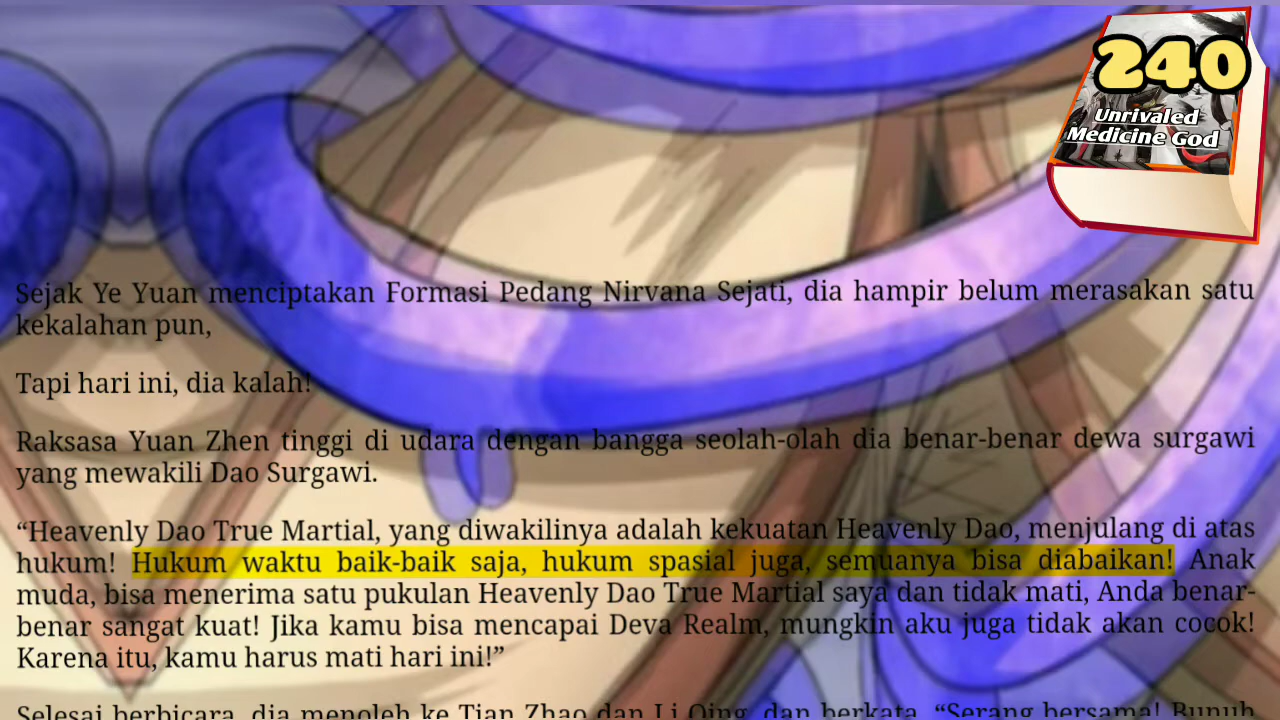 240
Unrivaled
Medicine God
Sejak Ye Yuan menciptakan Formasi Pedang Nirvana Sejati, dia hampir belum merasakan satu
kekalahan pun,
Tapi hari ini, dia kalah!
Raksasa Yuan Zhen tinggi di udara dengan bangga seolah-olah dia benar-benar dewa surgawi
yang mewakili Dao Surgawi.
“Heavenly Dao True Martial, yang diwakilinya adalah kekuatan Heavenly Dao, menjulang di atas
hukum! Hukum waktu baik-baik saja, hukum spasial juga, semuanya bisa diabaikan! Anak
muda, bisa menerima satu pukulan Heavenly Dao True Martial saya dan tidak mati, Anda benar-
benar sangat kuat! Jika kamu bisa mencapai Deva Realm, mungkin aku juga tidak akan cocok!
Karena itu, kamu harus mati hari ini!”
Selesai berbicara, dia menoleh ke Tian Zhao dan Li Qing, dan berkata, “Serang bersama! Bunuh